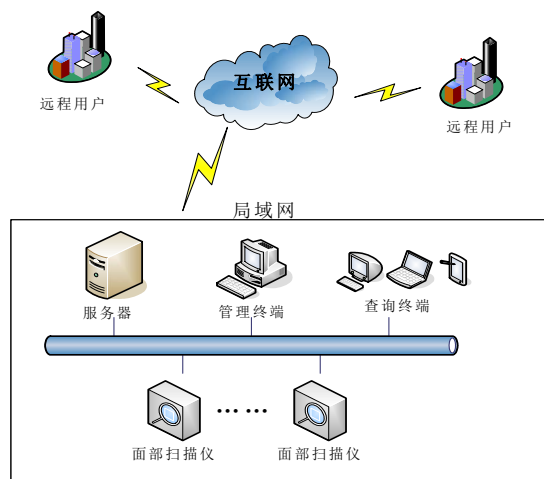 互联网
远程用户
远程用户
局域网
服务器
管理终端
查询终端
……
面部扫描仪
面部扫描仪